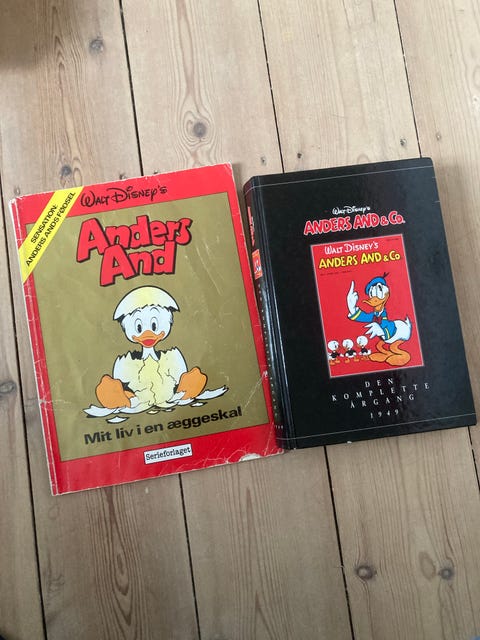 SENSATION:
ANDERS ANDS FØDSEL
WALT DISNEY'S
Anders
And
Mit liv i en æggeskal
Serieforlaget
Walt Disney's
ANDERS AND & Co.
WALT DISNEY'S
ANDERS AND & Co
DEN
KOMPLETTE
ÅRGANG
1949